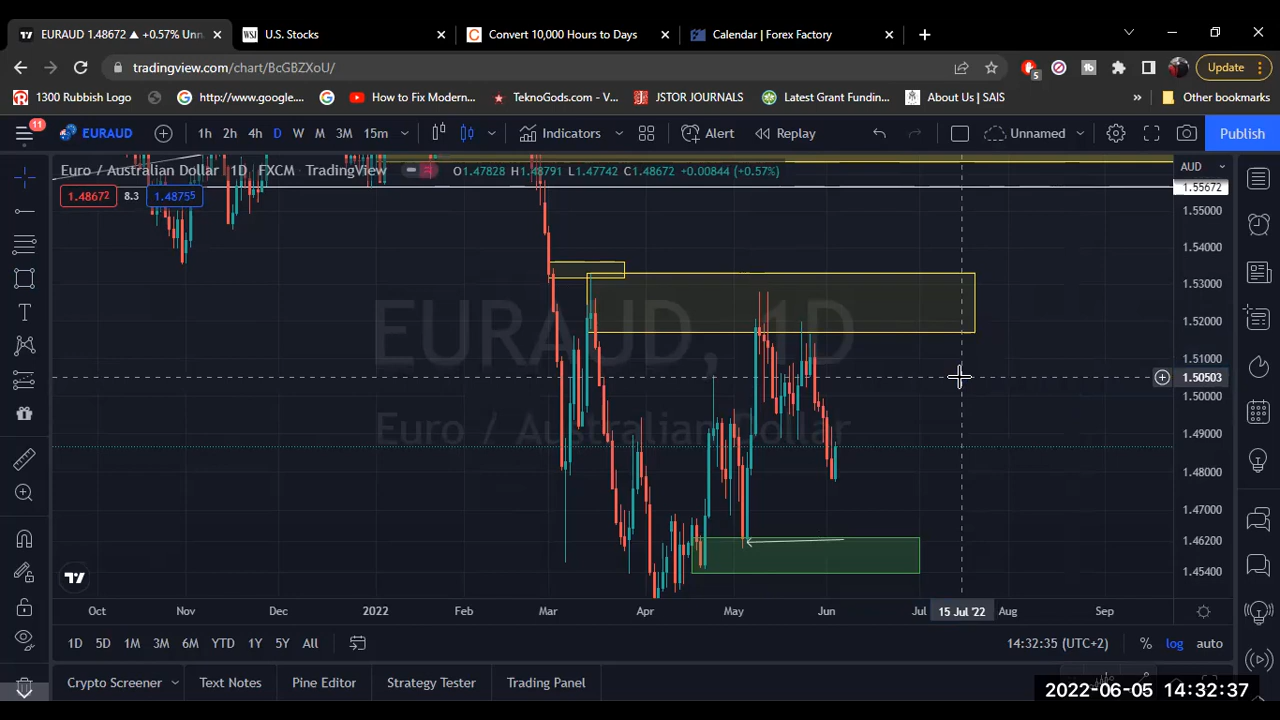 EURAUD 1.48672 ▲ +0.57% Unn
U.S. Stocks
Convert 10,000 Hours to Days
Calendar | Forex Factory
tradingview.com/chart/BcGBZXoU/
5
Update
1300 Rubbish Logo
http://www.google....
How to Fix Modern...
TeknoGods.com - V...
JSTOR JOURNALS
Latest Grant Fundin...
About Us | SAIS
»
Other bookmarks
11
EURAUD
1h 2h 4h D W M 3M 15m
Indicators
Alert
Replay
Unnamed
Publish
Euro / Australian Dollar 1D FXCM TradingView
O1.47828 H1.48791 L1.47742 C1.48672 +0.00844 (+0.57%)
AUD
1.48672 8.3 1.48755
1.55672
1.55000
1.54000
1.53000
1.52000
1.51000
1.50503
1.50000
1.49000
1.48000
1.47000
1.46200
1.45400
EURAUD, 1D
Euro / Australian Dollar
Oct Nov Dec 2022 Feb Mar Apr May Jun Jul 15 Jul '22 Aug Sep
1D 5D 1M 3M 6M YTD 1Y 5Y All
14:32:35 (UTC+2)
% log auto
Crypto Screener
Text Notes
Pine Editor
Strategy Tester
Trading Panel
2022-06-05 14:32:37